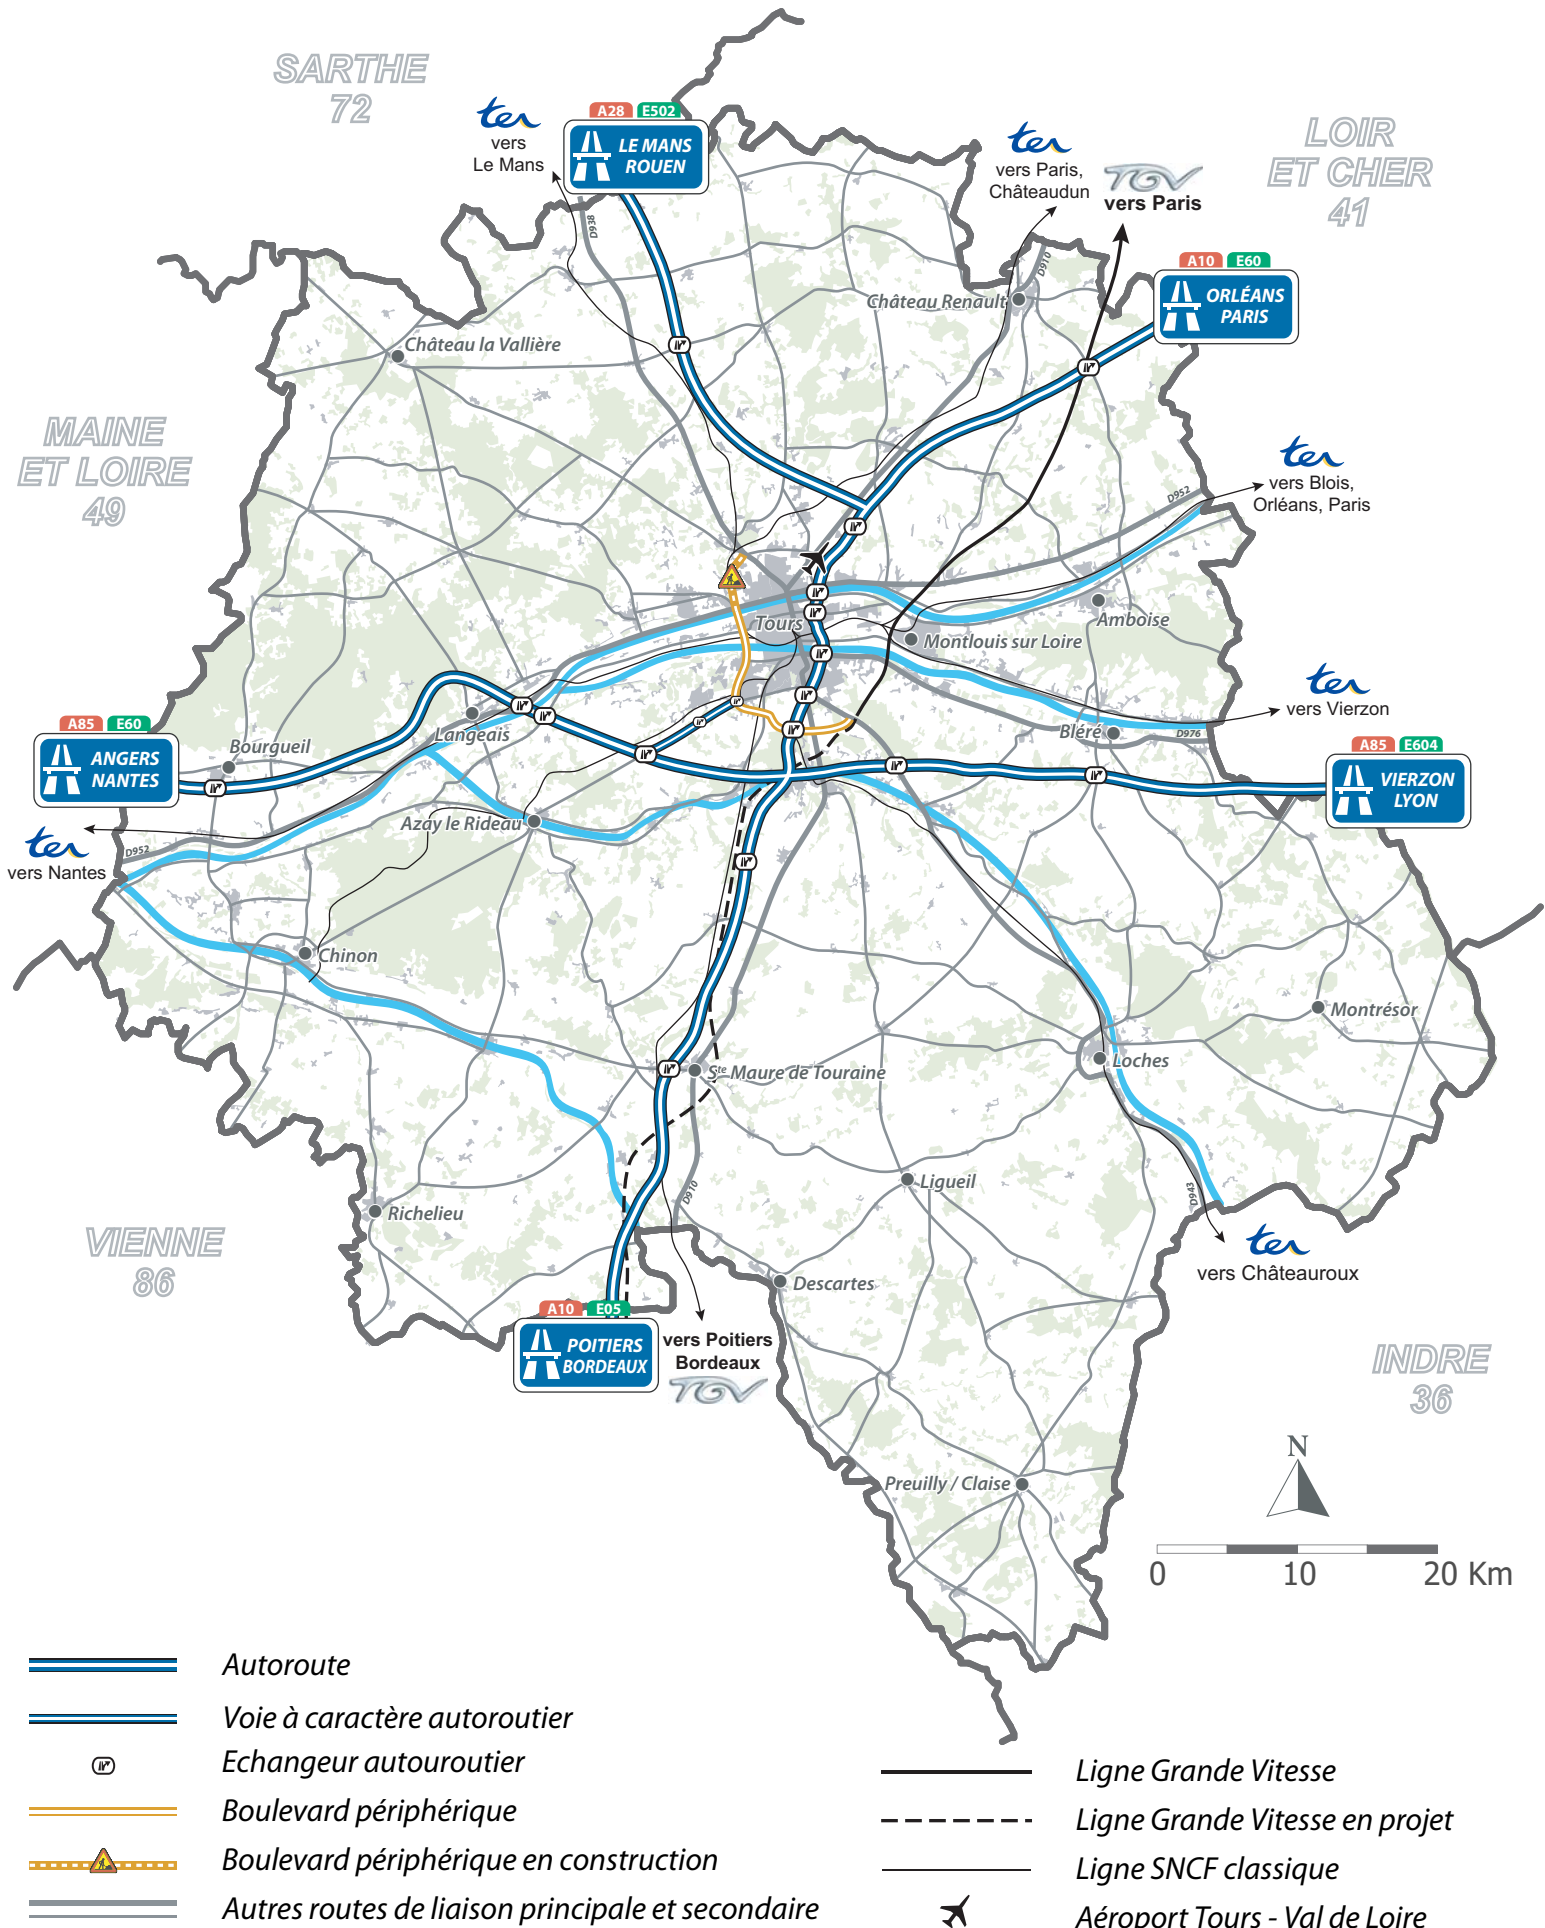 SARTHE
72
ter
vers
Le Mans
A28 E502
LE MANS
ROUEN
ter
vers Paris,
Châteaudun
TGV
vers Paris
LOIR
ET CHER
41
A10 E60
ORLÉANS
PARIS
D938
D910
Château Renault
Château la Vallière
MAINE
ET LOIRE
49
ter
vers Blois,
Orléans, Paris
D952
Tours
Amboise
Montlouis sur Loire
ter
vers Vierzon
D976
Bléré
A85 E604
VIERZON
LYON
A85 E60
ANGERS
NANTES
Bourgueil
Langeais
Azay le Rideau
ter
vers Nantes
D952
Chinon
Montrésor
Loches
Ste Maure de Touraine
D910
Ligueil
D943
Richelieu
VIENNE
86
ter
vers Châteauroux
Descartes
A10 E05
POITIERS
BORDEAUX
vers Poitiers
Bordeaux
TGV
INDRE
36
Preuilly / Claise
N
0 10 20 Km
Autoroute
Voie à caractère autoroutier
Echangeur autouroutier
Boulevard périphérique
Boulevard périphérique en construction
Autres routes de liaison principale et secondaire
Ligne Grande Vitesse
Ligne Grande Vitesse en projet
Ligne SNCF classique
Aéroport Tours - Val de Loire